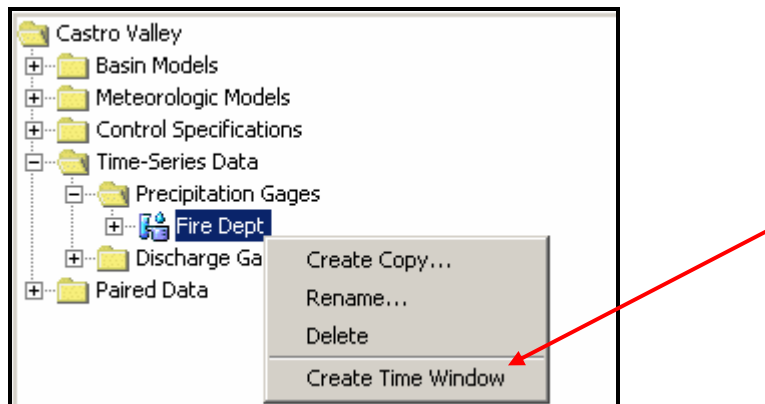 Castro Valley
Basin Models
Meteorologic Models
Control Specifications
Time-Series Data
Precipitation Gages
Fire Dept
Discharge Ga
Paired Data
Create Copy...
Rename...
Delete
Create Time Window